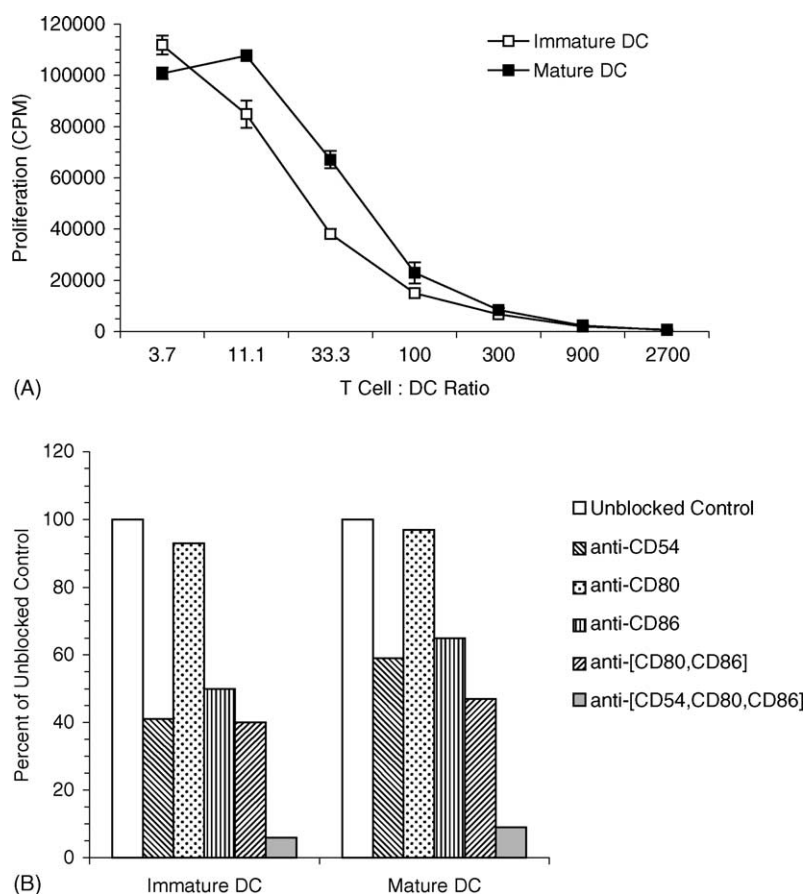 120000
100000
80000
60000
40000
20000
0
Proliferation (CPM)
Immature DC
Mature DC
3.7 11.1 33.3 100 300 900 2700
(A)
T Cell : DC Ratio
120
100
80
60
40
20
0
Percent of Unblocked Control
Unblocked Control
anti-CD54
anti-CD80
anti-CD86
anti-[CD80,CD86]
anti-[CD54,CD80,CD86]
(B)
Immature DC Mature DC